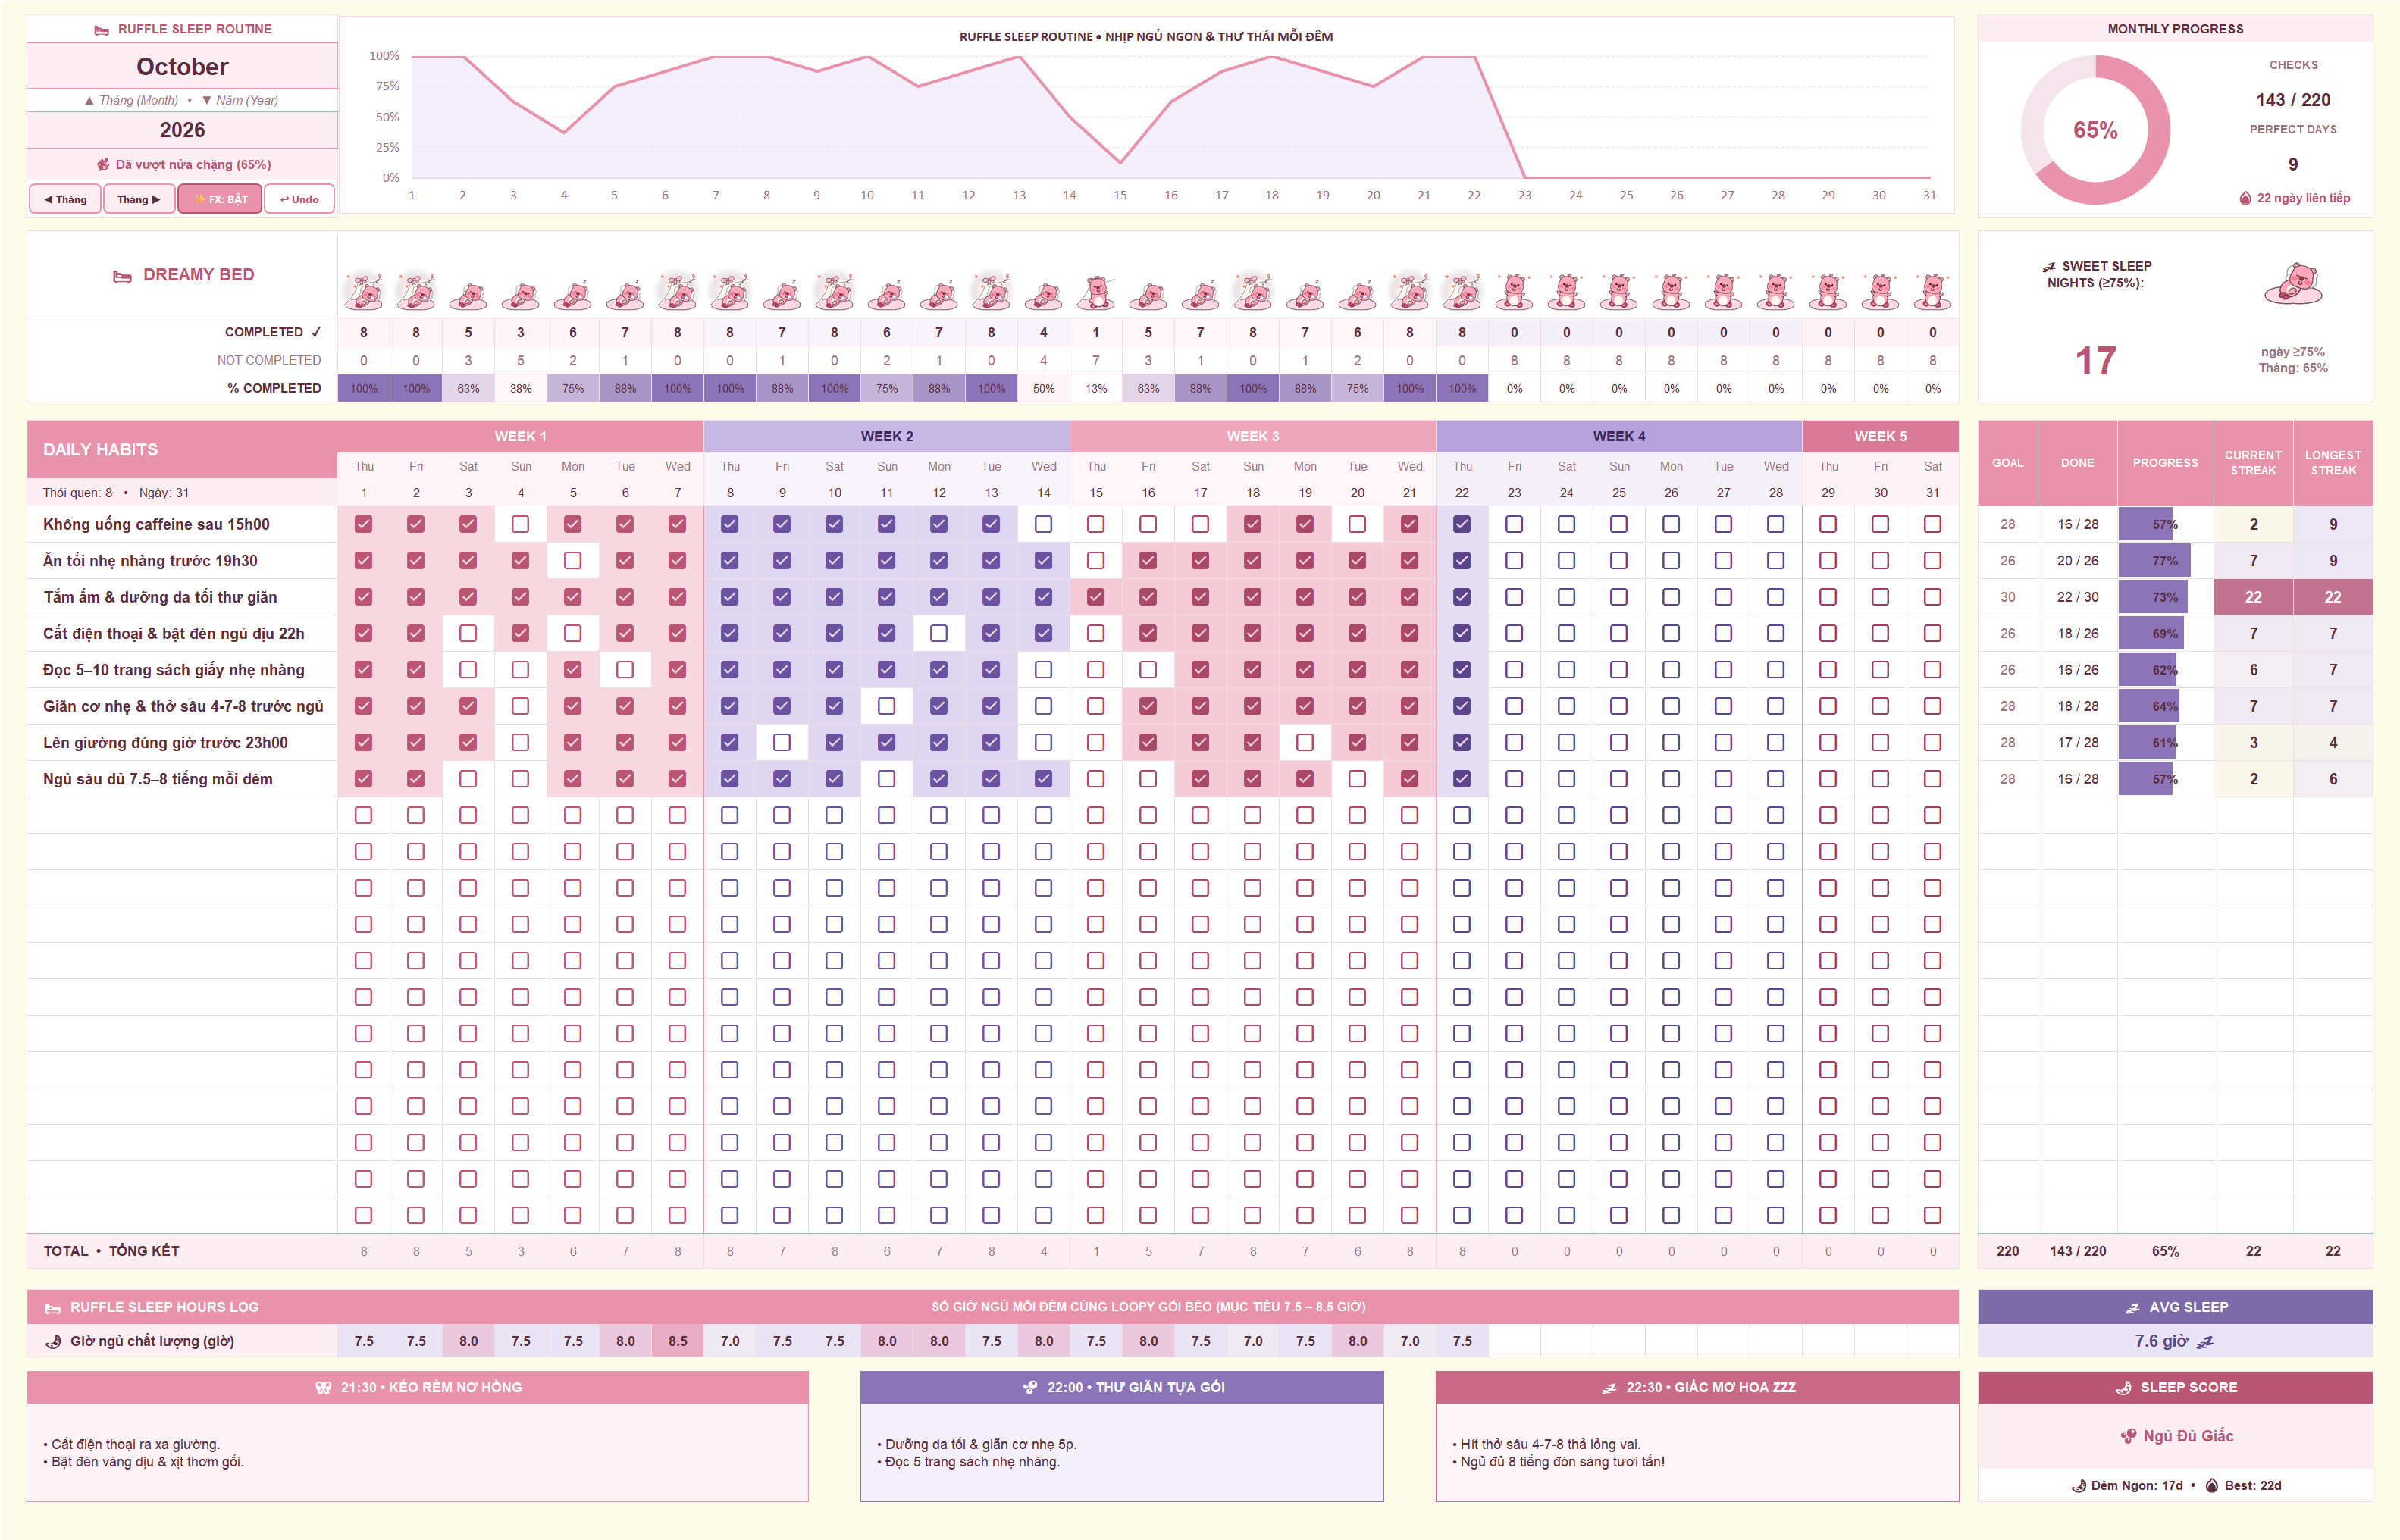 RUFFLE SLEEP ROUTINE
October
▲ Tháng (Month) • ▼ Năm (Year)
2026
Đã vượt nửa chặng (65%)
◀ Tháng Tháng ▶ ✨ FX: BẬT ↩ Undo
RUFFLE SLEEP ROUTINE • NHỊP NGỦ NGON & THƯ THÁI MỖI ĐÊM
100%
75%
50%
25%
0%
1 2 3 4 5 6 7 8 9 10 11 12 13 14 15 16 17 18 19 20 21 22 23 24 25 26 27 28 29 30 31
MONTHLY PROGRESS
65%
CHECKS
143 / 220
PERFECT DAYS
9
22 ngày liên tiếp
DREAMY BED
COMPLETED ✓ 8 8 5 3 6 7 8 8 7 8 6 7 8 4 1 5 7 8 7 6 8 8 0 0 0 0 0 0 0 0 0
NOT COMPLETED 0 0 3 5 2 1 0 0 1 0 2 1 0 4 7 3 1 0 1 2 0 0 8 8 8 8 8 8 8 8 8
% COMPLETED 100% 100% 63% 38% 75% 88% 100% 100% 88% 100% 75% 88% 100% 50% 13% 63% 88% 100% 88% 75% 100% 100% 0% 0% 0% 0% 0% 0% 0% 0% 0%
SWEET SLEEP
NIGHTS (≥75%):
17
ngày ≥75%
Tháng: 65%
DAILY HABITS
WEEK 1 WEEK 2 WEEK 3 WEEK 4 WEEK 5
Thu Fri Sat Sun Mon Tue Wed Thu Fri Sat Sun Mon Tue Wed Thu Fri Sat Sun Mon Tue Wed Thu Fri Sat Sun Mon Tue Wed Thu Fri Sat
Thói quen: 8 • Ngày: 31 1 2 3 4 5 6 7 8 9 10 11 12 13 14 15 16 17 18 19 20 21 22 23 24 25 26 27 28 29 30 31
GOAL DONE PROGRESS CURRENT STREAK LONGEST STREAK
Không uống caffeine sau 15h00 28 16 / 28 57% 2 9
Ăn tối nhẹ nhàng trước 19h30 26 20 / 26 77% 7 9
Tắm ấm & dưỡng da tối thư giãn 30 22 / 30 73% 22 22
Cất điện thoại & bật đèn ngủ dịu 22h 26 18 / 26 69% 7 7
Đọc 5–10 trang sách giấy nhẹ nhàng 26 16 / 26 62% 6 7
Giãn cơ nhẹ & thở sâu 4-7-8 trước ngủ 28 18 / 28 64% 7 7
Lên giường đúng giờ trước 23h00 28 17 / 28 61% 3 4
Ngủ sâu đủ 7.5–8 tiếng mỗi đêm 28 16 / 28 57% 2 6
TOTAL • TỔNG KẾT 8 8 5 3 6 7 8 8 7 8 6 7 8 4 1 5 7 8 7 6 8 8 0 0 0 0 0 0 0 0 0 220 143 / 220 65% 22 22
RUFFLE SLEEP HOURS LOG
SỐ GIỜ NGỦ MỖI ĐÊM CÙNG LOOPY GỐI BÈO (MỤC TIÊU 7.5 – 8.5 GIỜ)
Giờ ngủ chất lượng (giờ) 7.5 7.5 8.0 7.5 7.5 8.0 8.5 7.0 7.5 7.5 8.0 8.0 7.5 8.0 7.5 8.0 7.5 7.0 7.5 8.0 7.0 7.5
AVG SLEEP
7.6 giờ
21:30 • KÉO RÈM NƠ HỒNG
• Cất điện thoại ra xa giường.
• Bật đèn vàng dịu & xịt thơm gối.
22:00 • THƯ GIÃN TỰA GỐI
• Dưỡng da tối & giãn cơ nhẹ 5p.
• Đọc 5 trang sách nhẹ nhàng.
22:30 • GIẤC MƠ HOA ZZZ
• Hít thở sâu 4-7-8 thả lỏng vai.
• Ngủ đủ 8 tiếng đón sáng tươi tắn!
SLEEP SCORE
Ngủ Đủ Giấc
Đêm Ngon: 17d • Best: 22d